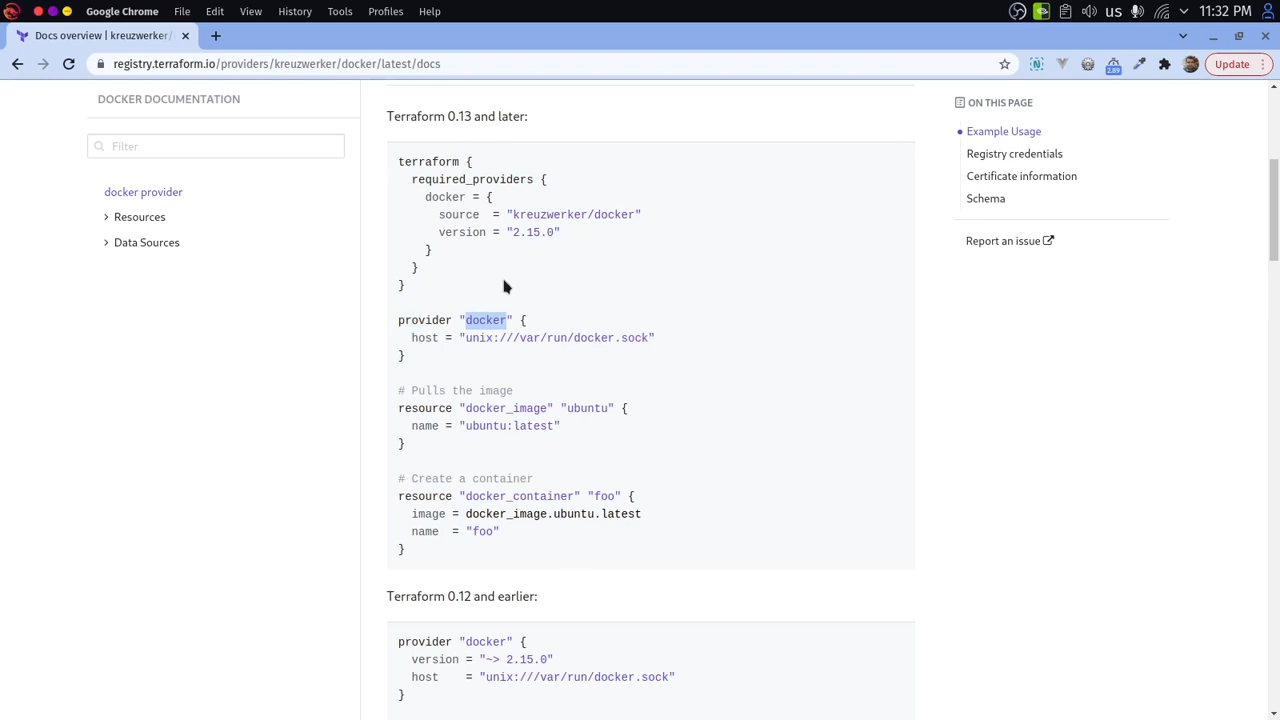 Google Chrome File Edit View History Tools Profiles Help us 11:32 PM
Docs overview | kreuzwerker/
registry.terraform.io/providers/kreuzwerker/docker/latest/docs
2.89
Update
DOCKER DOCUMENTATION
Filter
docker provider
Resources
Data Sources
Terraform 0.13 and later:
terraform {
  required_providers {
    docker = {
      source  = "kreuzwerker/docker"
      version = "2.15.0"
    }
  }
}
provider "docker" {
  host = "unix:///var/run/docker.sock"
}
# Pulls the image
resource "docker_image" "ubuntu" {
  name = "ubuntu:latest"
}
# Create a container
resource "docker_container" "foo" {
  image = docker_image.ubuntu.latest
  name  = "foo"
}
Terraform 0.12 and earlier:
provider "docker" {
  version = "~> 2.15.0"
  host    = "unix:///var/run/docker.sock"
}
ON THIS PAGE
Example Usage
Registry credentials
Certificate information
Schema
Report an issue